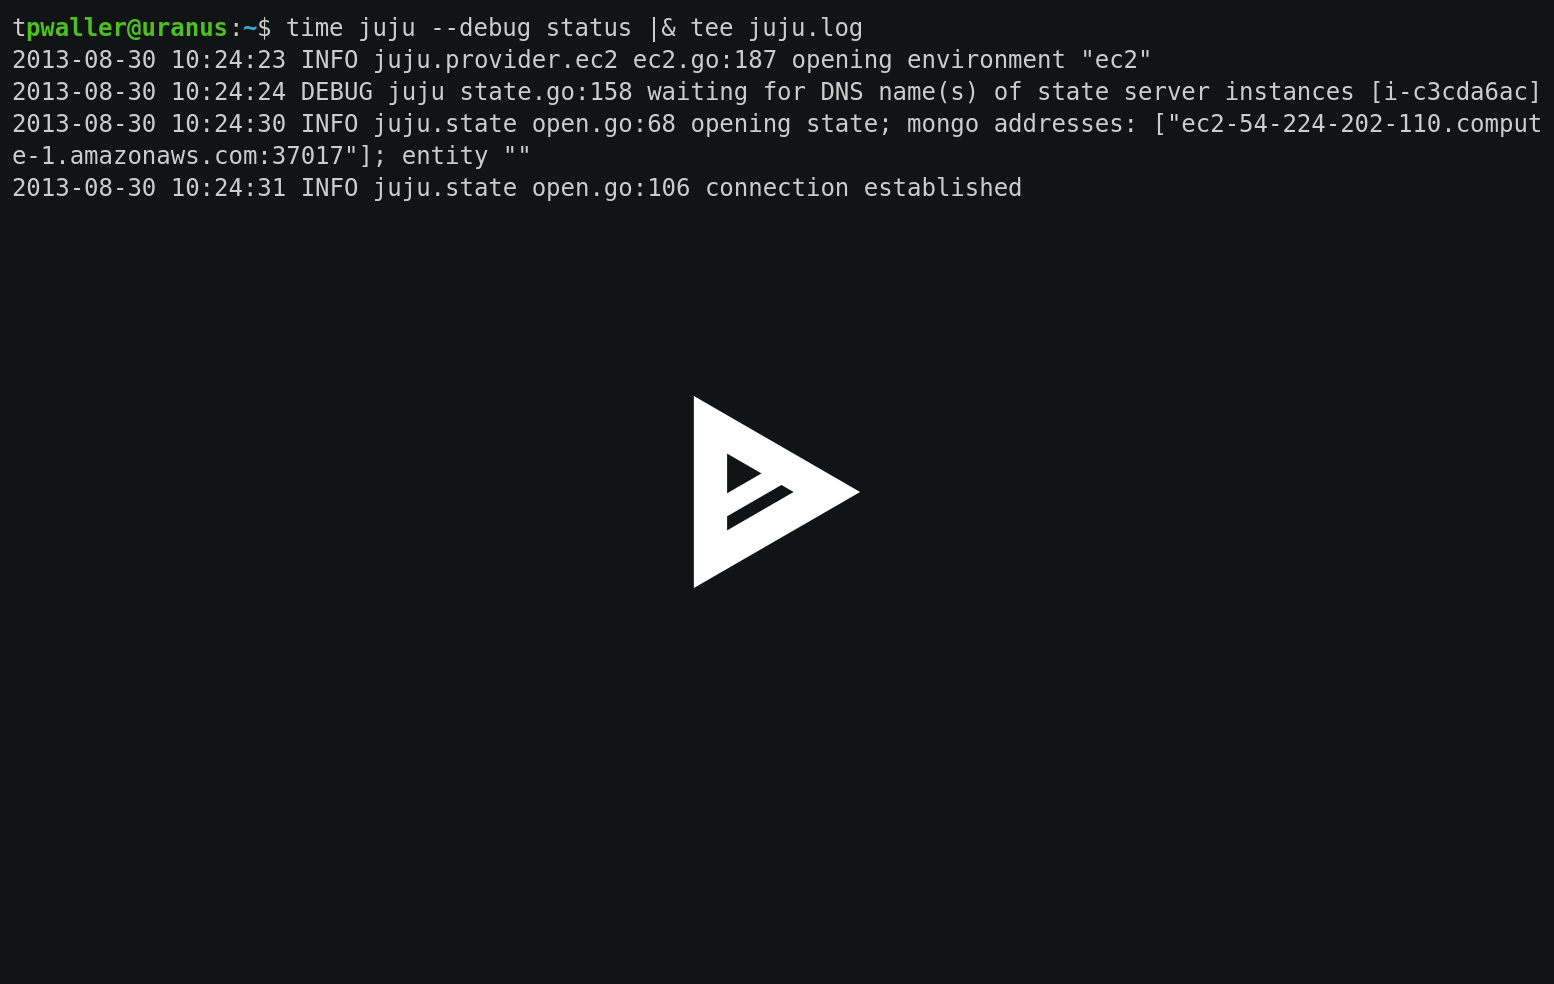 tpwaller@uranus:~$ time juju --debug status |& tee juju.log
2013-08-30 10:24:23 INFO juju.provider.ec2 ec2.go:187 opening environment "ec2"
2013-08-30 10:24:24 DEBUG juju state.go:158 waiting for DNS name(s) of state server instances [i-c3cda6ac]
2013-08-30 10:24:30 INFO juju.state open.go:68 opening state; mongo addresses: ["ec2-54-224-202-110.comput
e-1.amazonaws.com:37017"]; entity ""
2013-08-30 10:24:31 INFO juju.state open.go:106 connection established